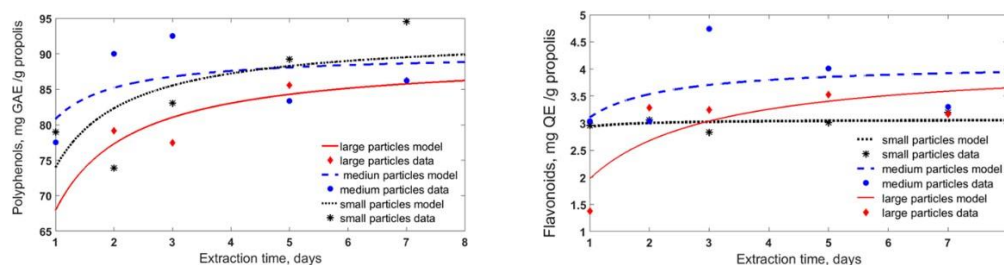 Polyphenols, mg GAE /g propolis
95
90
85
80
75
70
65
1 2 3 4 5 6 7 8
Extraction time, days
large particles model
large particles data
mediun particles model
medium particles data
small particles model
small particles data
Flavonoids, mg QE /g propolis
5
4.5
4
3.5
3
2.5
2
1.5
1
1 2 3 4 5 6 7
Extraction time, days
small particles model
small particles data
medium particles model
medium particles data
large particles model
large particles data